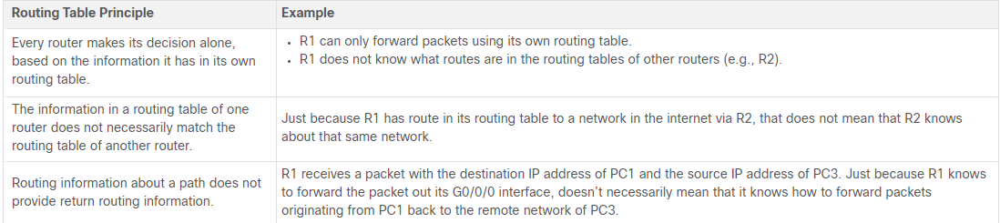 Routing Table Principle
Example
Every router makes its decision alone,
based on the information it has in its own
routing table.
• R1 can only forward packets using its own routing table.
• R1 does not know what routes are in the routing tables of other routers (e.g., R2).
The information in a routing table of one
router does not necessarily match the
routing table of another router.
Just because R1 has route in its routing table to a network in the internet via R2, that does not mean that R2 knows
about that same network.
Routing information about a path does not
provide return routing information.
R1 receives a packet with the destination IP address of PC1 and the source IP address of PC3. Just because R1 knows
to forward the packet out its G0/0/0 interface, doesn't necessarily mean that it knows how to forward packets
originating from PC1 back to the remote network of PC3.